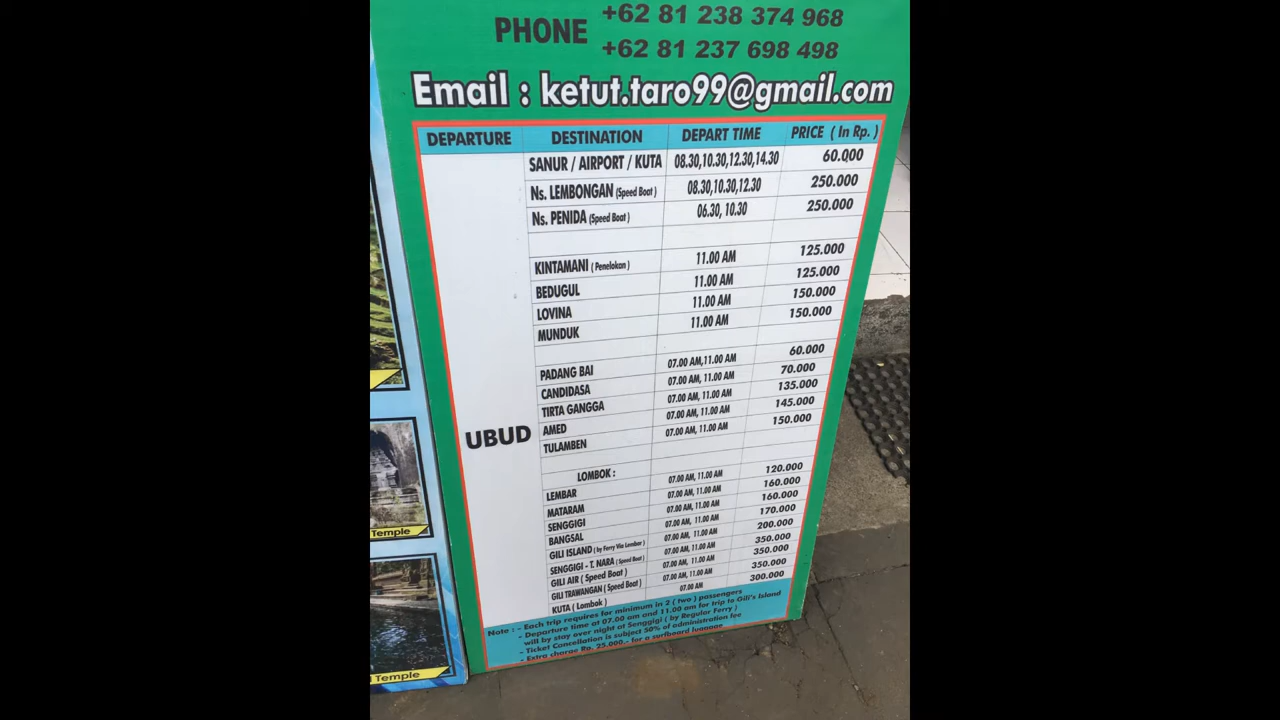 PHONE +62 81 238 374 968
+62 81 237 698 498
Email : ketut.taro99@gmail.com
DEPARTURE DESTINATION DEPART TIME PRICE ( In Rp. )
SANUR / AIRPORT / KUTA 08.30,10.30,12.30,14.30 60.000
Ns. LEMBONGAN (Speed Boat ) 08.30,10.30,12.30 250.000
Ns. PENIDA (Speed Boat ) 06.30, 10.30 250.000
KINTAMANI ( Penelokan ) 11.00 AM 125.000
BEDUGUL 11.00 AM 125.000
LOVINA 11.00 AM 150.000
MUNDUK 11.00 AM 150.000
PADANG BAI 07.00 AM,11.00 AM 60.000
CANDIDASA 07.00 AM, 11.00 AM 70.000
TIRTA GANGGA 07.00 AM, 11.00 AM 135.000
UBUD AMED 07.00 AM, 11.00 AM 145.000
TULAMBEN 07.00 AM, 11.00 AM 150.000
LOMBOK :
LEMBAR 07.00 AM, 11.00 AM 120.000
MATARAM 07.00 AM, 11.00 AM 160.000
SENGGIGI 07.00 AM, 11.00 AM 160.000
BANGSAL 07.00 AM, 11.00 AM 170.000
GILI ISLAND ( by Ferry Via Lembar ) 07.00 AM, 11.00 AM 200.000
SENGGIGI - T. NARA ( Speed Boat ) 07.00 AM, 11.00 AM 350.000
GILI AIR ( Speed Boat ) 07.00 AM, 11.00 AM 350.000
GILI TRAWANGAN ( Speed Boat ) 07.00 AM, 11.00 AM 350.000
KUTA ( Lombok ) 07.00 AM 300.000
Note : - Each trip requires for minimum in 2 ( two ) passengers
- Departure time at 07.00 am and 11.00 am for trip to Gili's Island
will by stay over night at Senggigi ( by Regular Ferry )
- Ticket Cancellation is subject 50% of administration fee
- Extra charge Rp. 25.000,- for a surfboard luggage
Temple
Temple